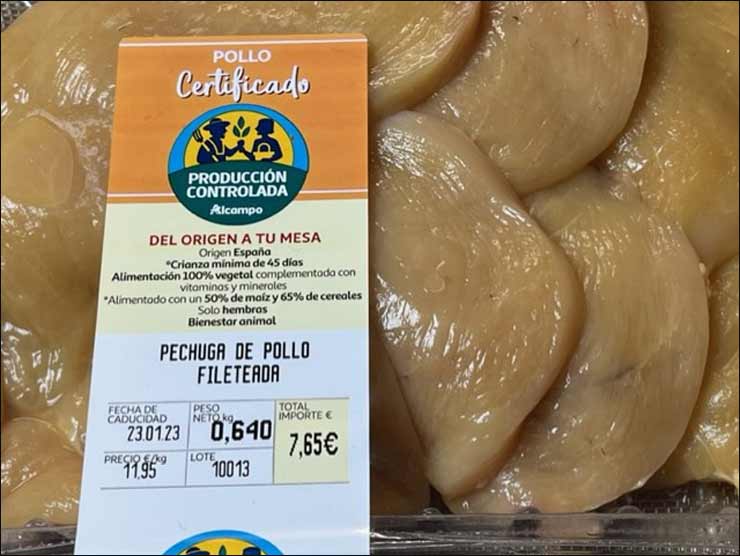 POLLO
Certificado
PRODUCCIÓN
CONTROLADA
Alcampo
DEL ORIGEN A TU MESA
Origen España
*Crianza mínima de 45 días
Alimentación 100% vegetal complementada con
vitaminas y minerales
*Alimentado con un 50% de maíz y 65% de cereales
Solo hembras
Bienestar animal
PECHUGA DE POLLO
FILETEADA
FECHA DE
CADUCIDAD
23.01.23
PESO
NETO kg
0,640
TOTAL
IMPORTE €
7,65€
PRECIO €/kg
11,95
LOTE
10013